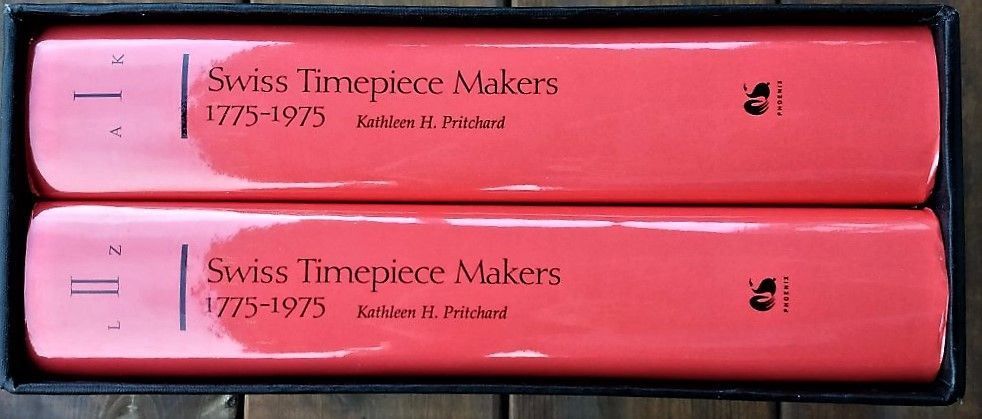 A I K
Swiss Timepiece Makers
1775-1975 Kathleen H. Pritchard
PHOENIX
L II Z
Swiss Timepiece Makers
1775-1975 Kathleen H. Pritchard
PHOENIX